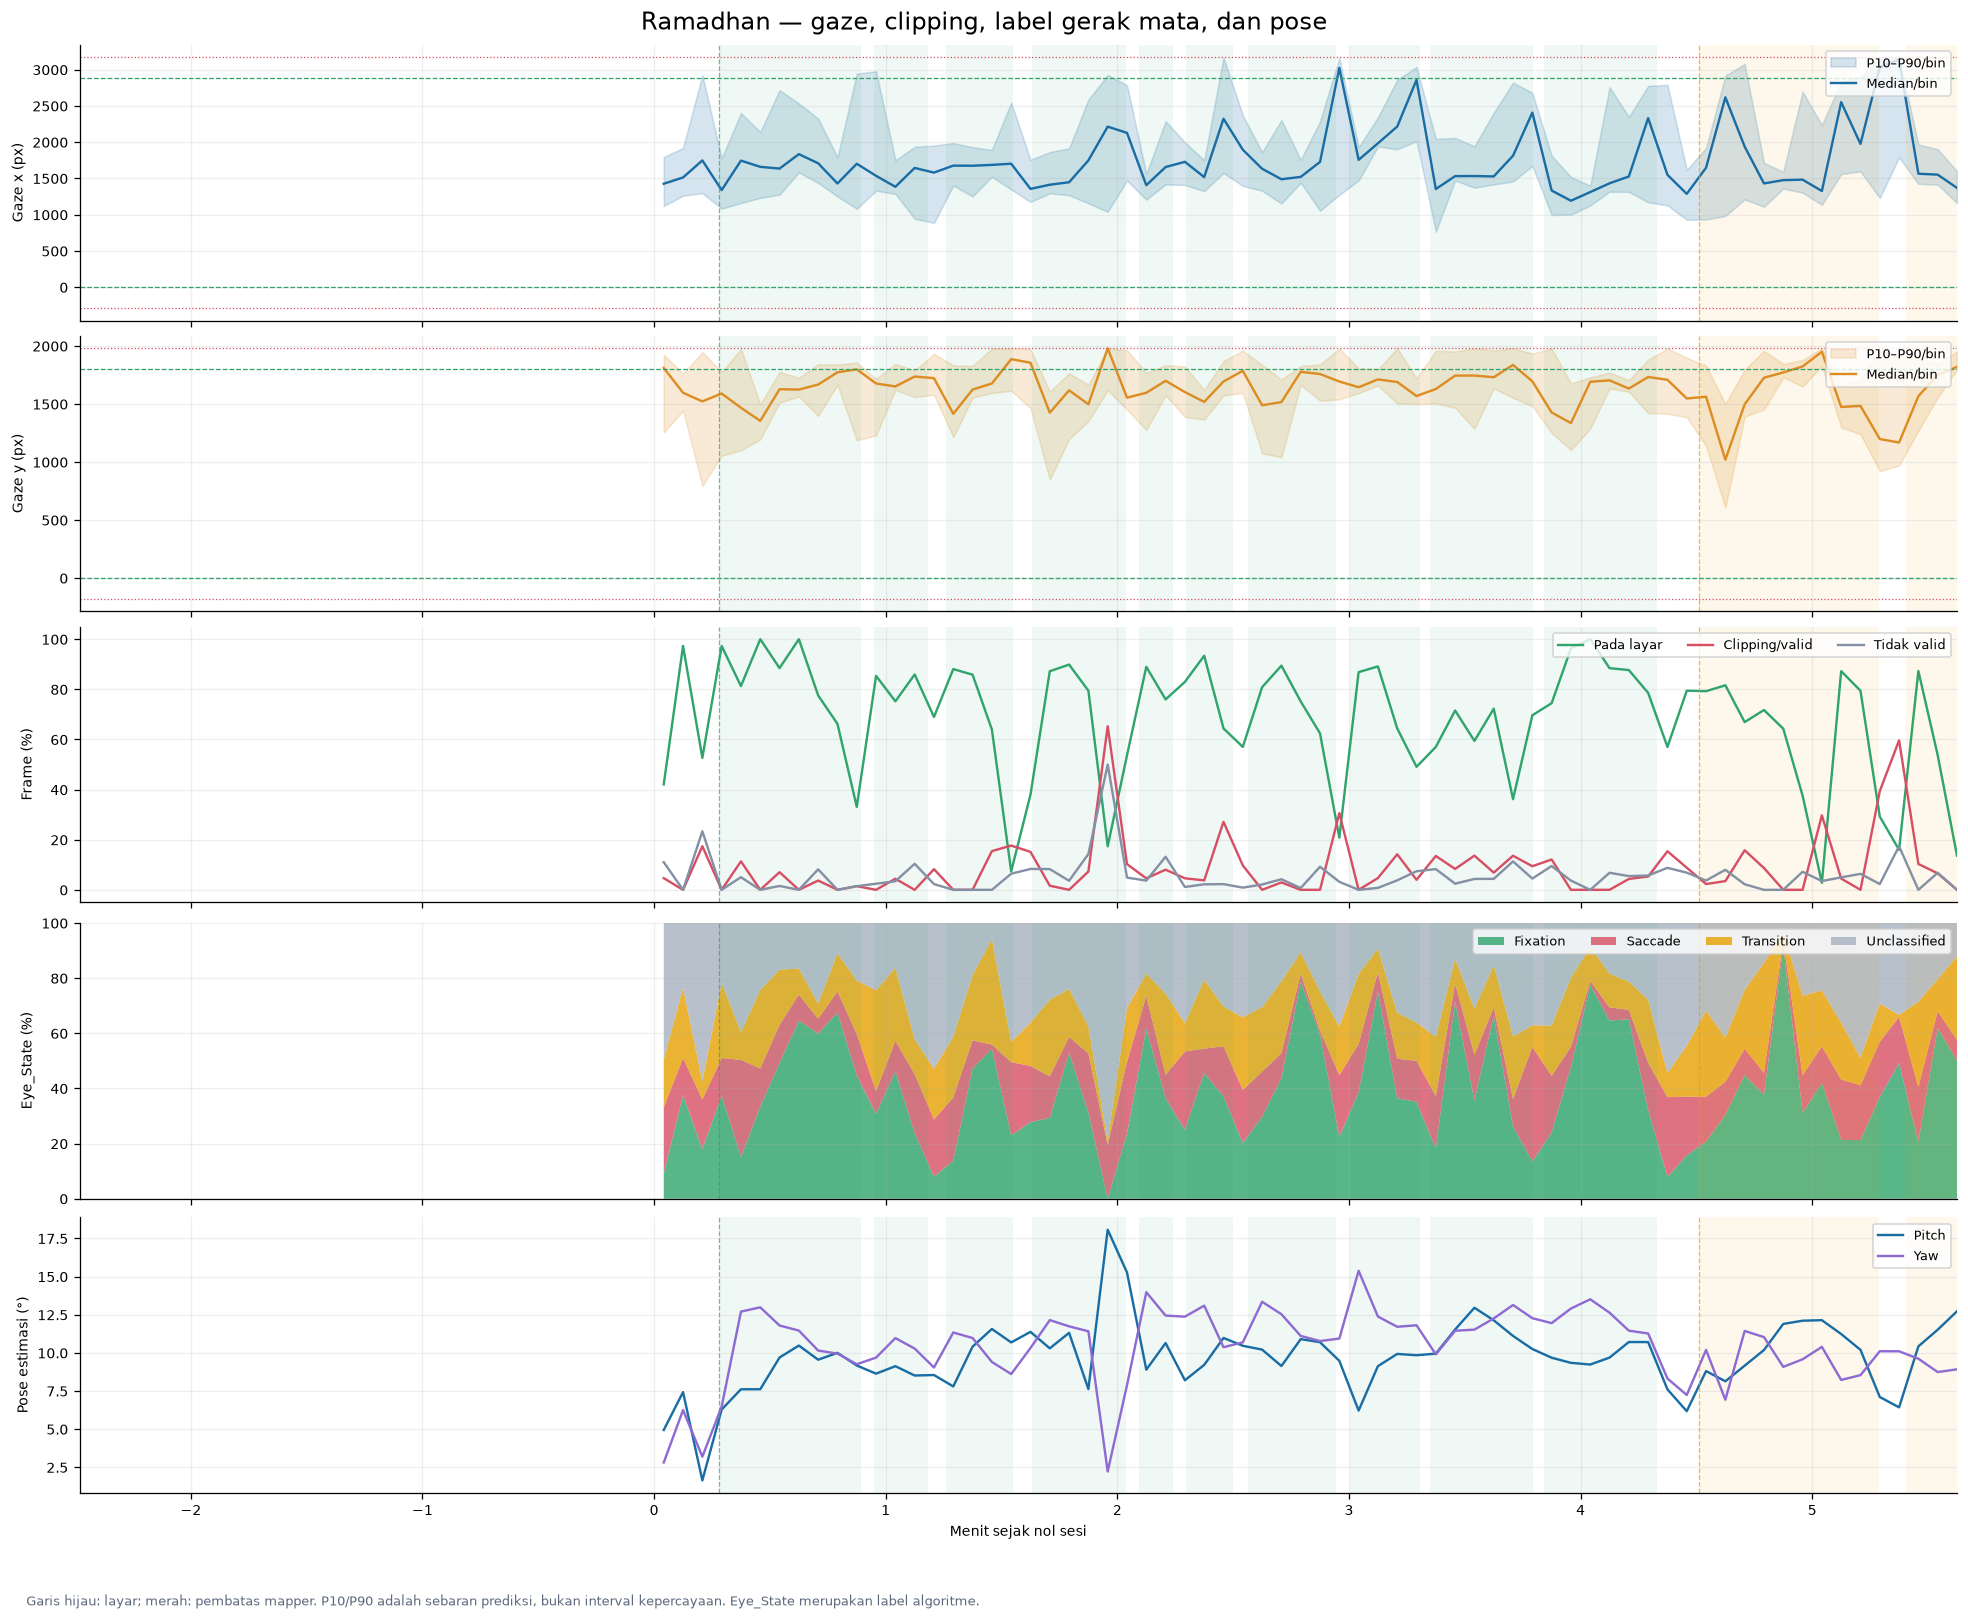 Ramadhan — gaze, clipping, label gerak mata, dan pose
3000
2500
2000
1500
1000
500
0
Gaze x (px)
P10–P90/bin
Median/bin
2000
1500
1000
500
0
Gaze y (px)
P10–P90/bin
Median/bin
100
80
60
40
20
0
Frame (%)
Pada layar
Clipping/valid
Tidak valid
100
80
60
40
20
0
Eye_State (%)
Fixation
Saccade
Transition
Unclassified
17.5
15.0
12.5
10.0
7.5
5.0
2.5
Pose estimasi (°)
Pitch
Yaw
−2
−1
0
1
2
3
4
5
Menit sejak nol sesi
Garis hijau: layar; merah: pembatas mapper. P10/P90 adalah sebaran prediksi, bukan interval kepercayaan. Eye_State merupakan label algoritme.